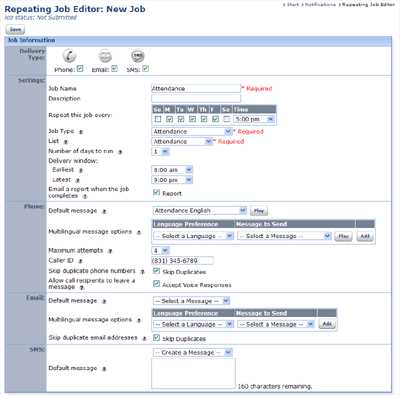 Repeating Job Editor: New Job
> Start > Notifications > Repeating Job Editor
Job status: Not Submitted
Save
Job Information
Delivery Type:
Phone: Email: SMS:
Settings:
Job Name Attendance * Required
Description
Su M Tu W Th F Sa Time
Repeat this job every: 5:00 pm
Job Type Attendance * Required
List Attendance * Required
Number of days to run 1
Delivery window:
Earliest 8:00 am
Latest 9:00 pm
Email a report when the job completes Report
Phone:
Default message Attendance English Play
Language Preference Message to Send
Multilingual message options -- Select a Language -- -- Select a Message -- Play Add
Maximum attempts 4
Caller ID (831) 345-6789
Skip duplicate phone numbers Skip Duplicates
Allow call recipients to leave a message Accept Voice Responses
Email:
Default message -- Select a Message --
Language Preference Message to Send
Multilingual message options -- Select a Language -- -- Select a Message -- Add
Skip duplicate email addresses Skip Duplicates
SMS:
-- Create a Message --
Default message
160 characters remaining.